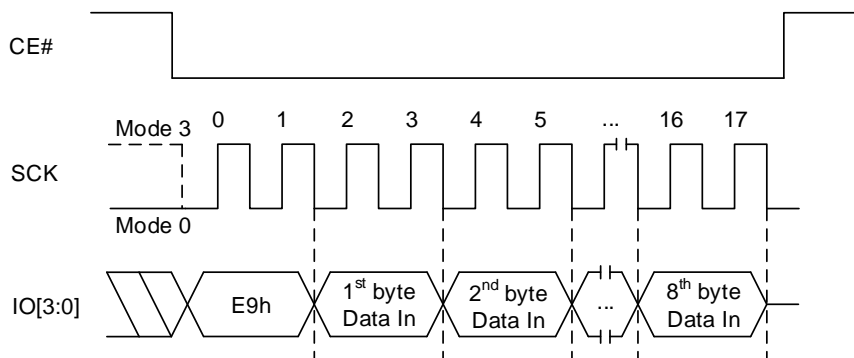 CE#
0 1 2 3 4 5 ... 16 17
Mode 3
SCK
Mode 0
IO[3:0]
E9h
1st byte
Data In
2nd byte
Data In
...
8th byte
Data In